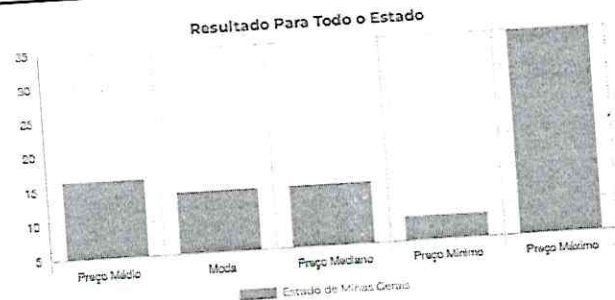 Resultado Para Todo o Estado
35
30
25
20
15
10
5
Preço Médio
Moda
Preço Mediano
Preço Mínimo
Preço Máximo
Estado de Minas Gerais